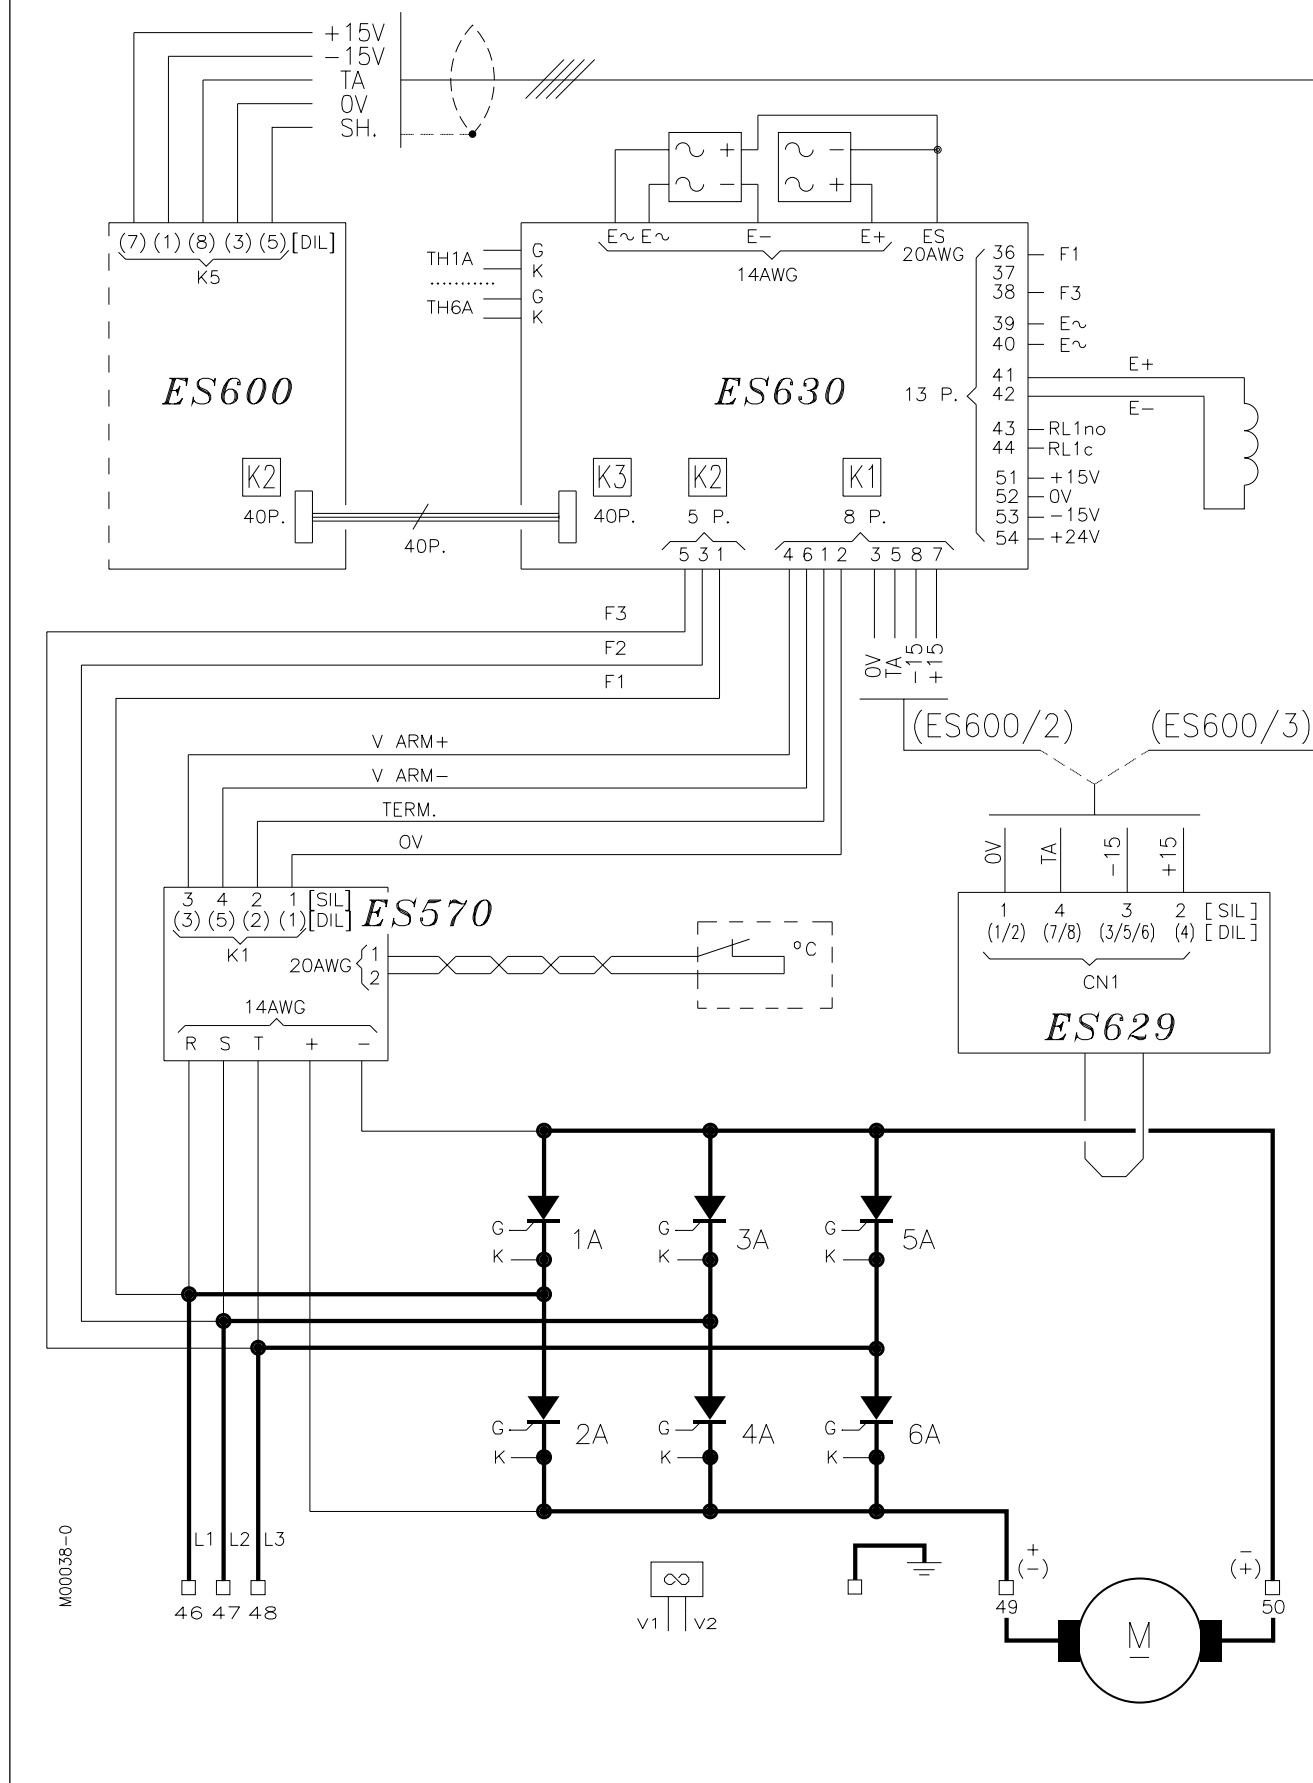 +15V
-15V
TA
0V
SH.
(7) (1) (8) (3) (5) [DIL]
K5
ES600
K2
40P.
40P.
+
-
-
+
E~ E~ E- E+ ES
14AWG 20AWG
TH1A
G
K
............
TH6A
G
K
ES630
13 P.
36 F1
37
38 F3
39 E~
40 E~
41
42
43 RL1no
44 RL1c
51 +15V
52 0V
53 -15V
54 +24V
E+
E-
K3
40P.
K2
5 P.
K1
8 P.
5 3 1
4 6 1 2 3 5 8 7
F3
F2
F1
0V
TA
-15
+15
(ES600/2) (ES600/3)
V ARM+
V ARM-
TERM.
0V
0V
TA
-15
+15
3 4 2 1 [SIL]
(3) (5) (2) (1) [DIL]
K1
ES570
20AWG
1
2
°C
14AWG
R S T + -
1 4 3 2 [SIL]
(1/2) (7/8) (3/5/6) (4) [DIL]
CN1
ES629
G
K
1A
G
K
3A
G
K
5A
G
K
2A
G
K
4A
G
K
6A
L1 L2 L3
46 47 48
M00038-0
∞
V1 V2
+
(-)
49
-
(+)
50
M